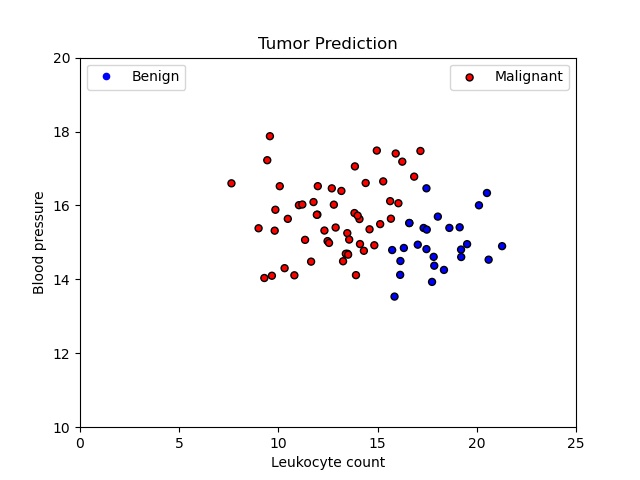 Tumor Prediction
Benign
Malignant
20
18
16
14
12
10
Blood pressure
0 5 10 15 20 25
Leukocyte count